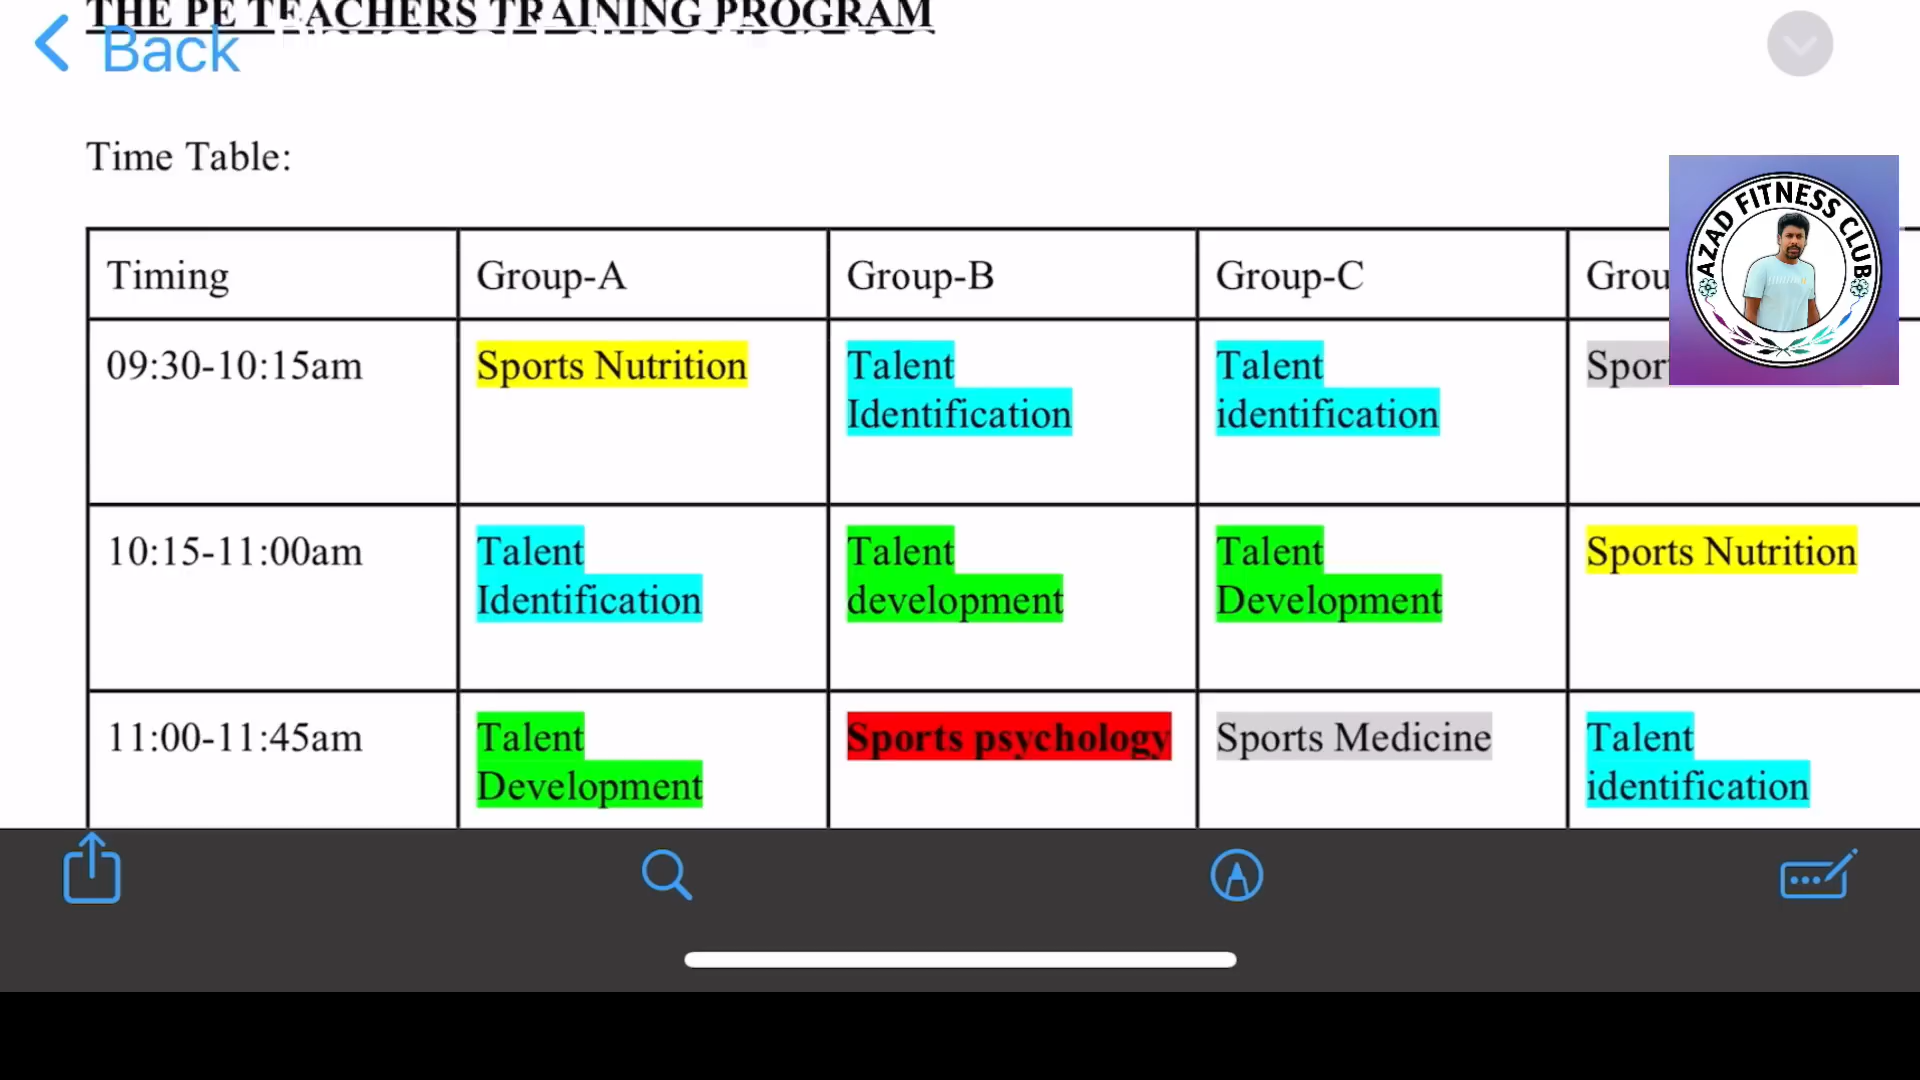 THE PE TEACHERS TRAINING PROGRAM
Back
Time Table:
Timing Group-A Group-B Group-C
09:30-10:15am Sports Nutrition Talent Talent
Identification identification
10:15-11:00am Talent Talent Talent Sports Nutrition
Identification development Development
11:00-11:45am Talent Sports psychology Sports Medicine Talent
Development identification
AZAD FITNESS CLUB